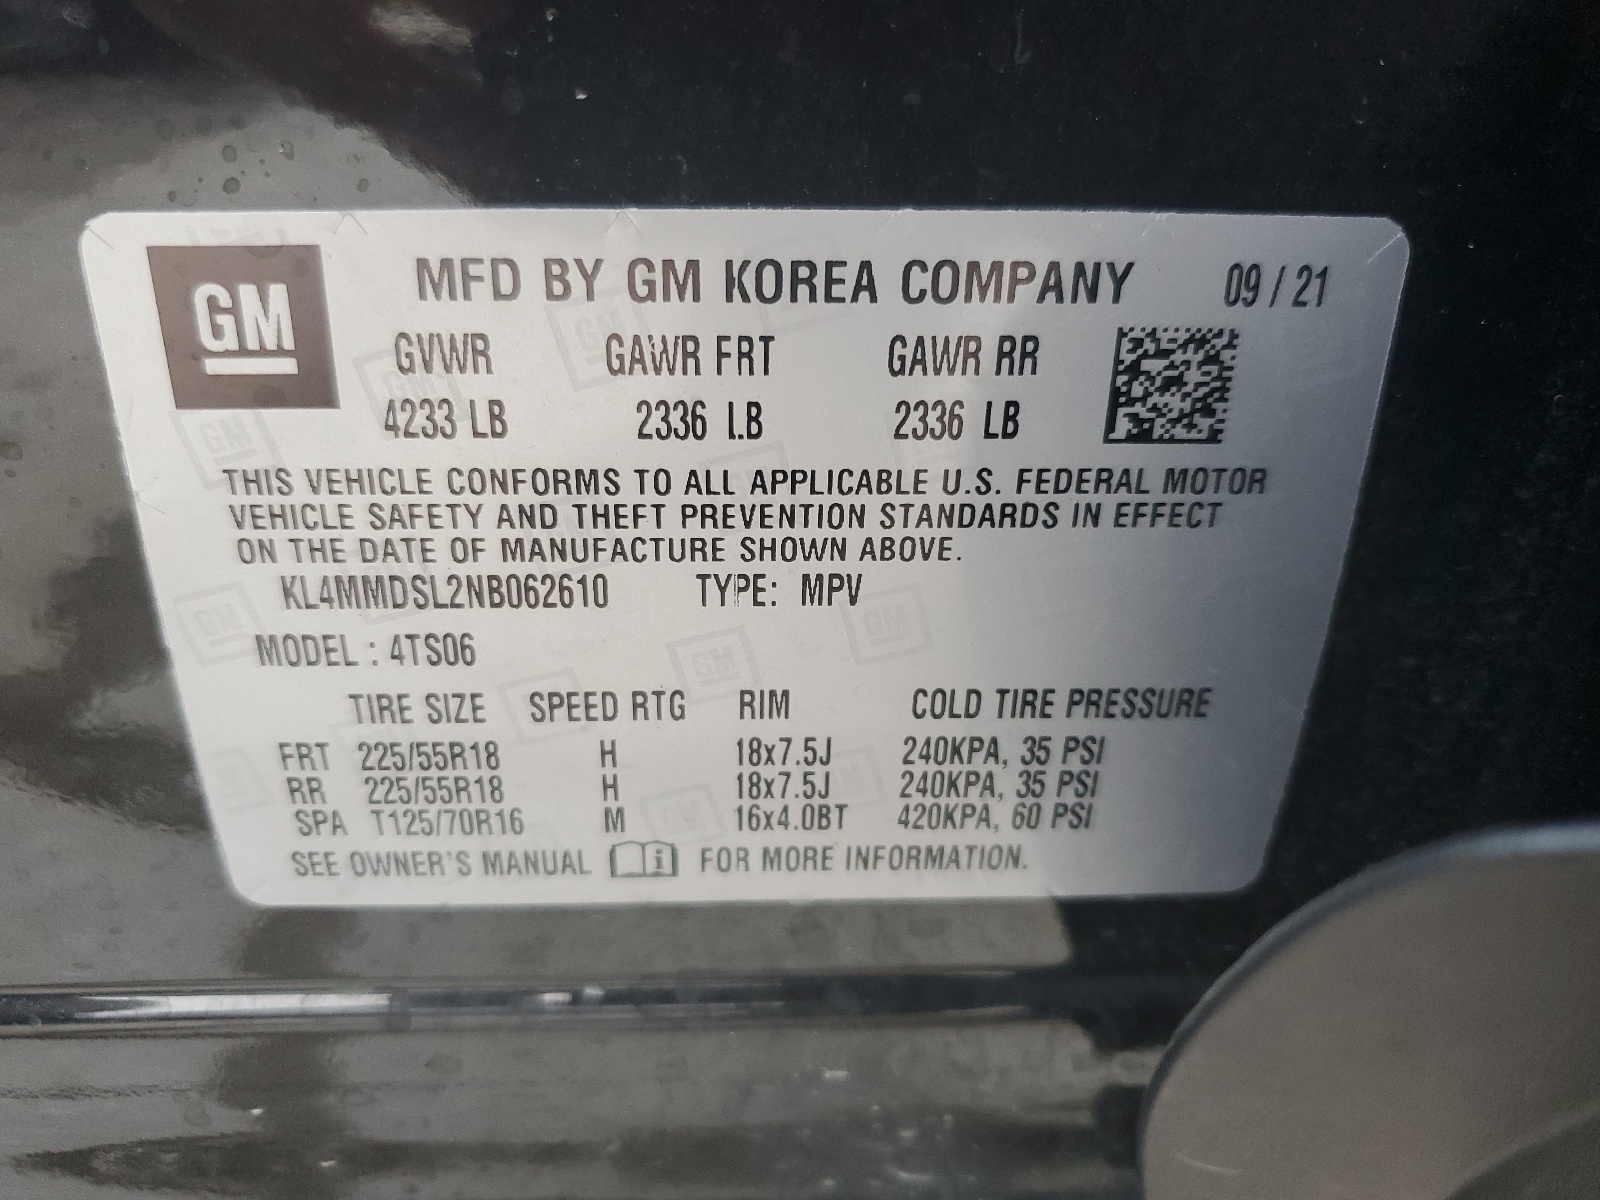 GM
MFD BY GM KOREA COMPANY 09 / 21
GVWR GAWR FRT GAWR RR
4233 LB 2336 LB 2336 LB
THIS VEHICLE CONFORMS TO ALL APPLICABLE U.S. FEDERAL MOTOR
VEHICLE SAFETY AND THEFT PREVENTION STANDARDS IN EFFECT
ON THE DATE OF MANUFACTURE SHOWN ABOVE.
KL4MMDSL2NB062610 TYPE: MPV
MODEL : 4TS06
TIRE SIZE SPEED RTG RIM COLD TIRE PRESSURE
FRT 225/55R18 H 18x7.5J 240KPA, 35 PSI
RR 225/55R18 H 18x7.5J 240KPA, 35 PSI
SPA T125/70R16 M 16x4.0BT 420KPA, 60 PSI
SEE OWNER'S MANUAL i FOR MORE INFORMATION.